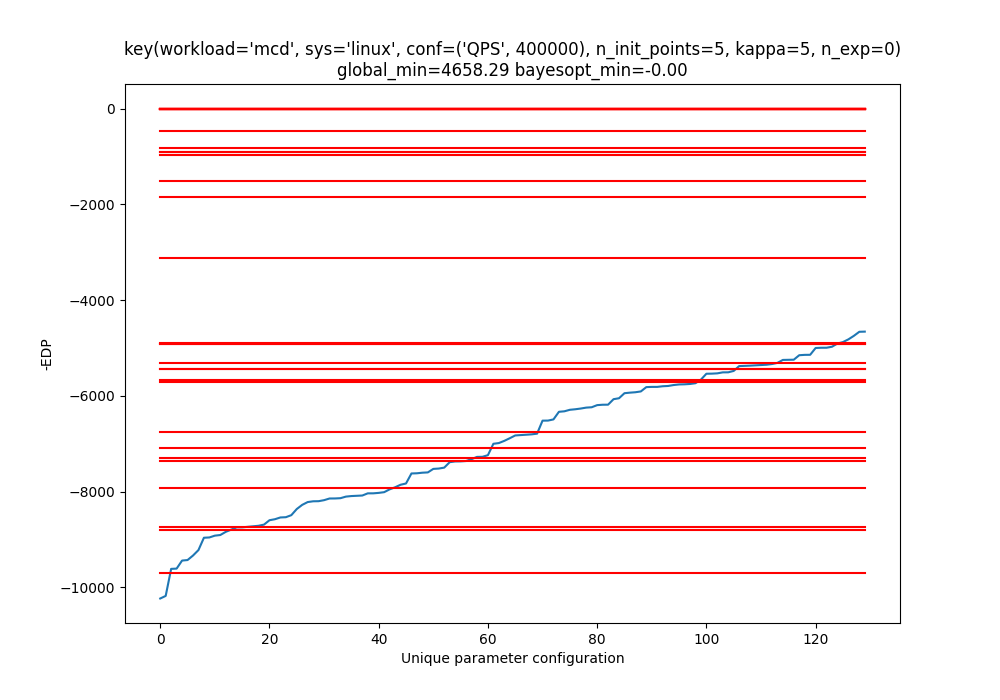 key(workload='mcd', sys='linux', conf=('QPS', 400000), n_init_points=5, kappa=5, n_exp=0)
global_min=4658.29 bayesopt_min=-0.00
0
−2000
−4000
−6000
−8000
−10000
-EDP
0 20 40 60 80 100 120
Unique parameter configuration